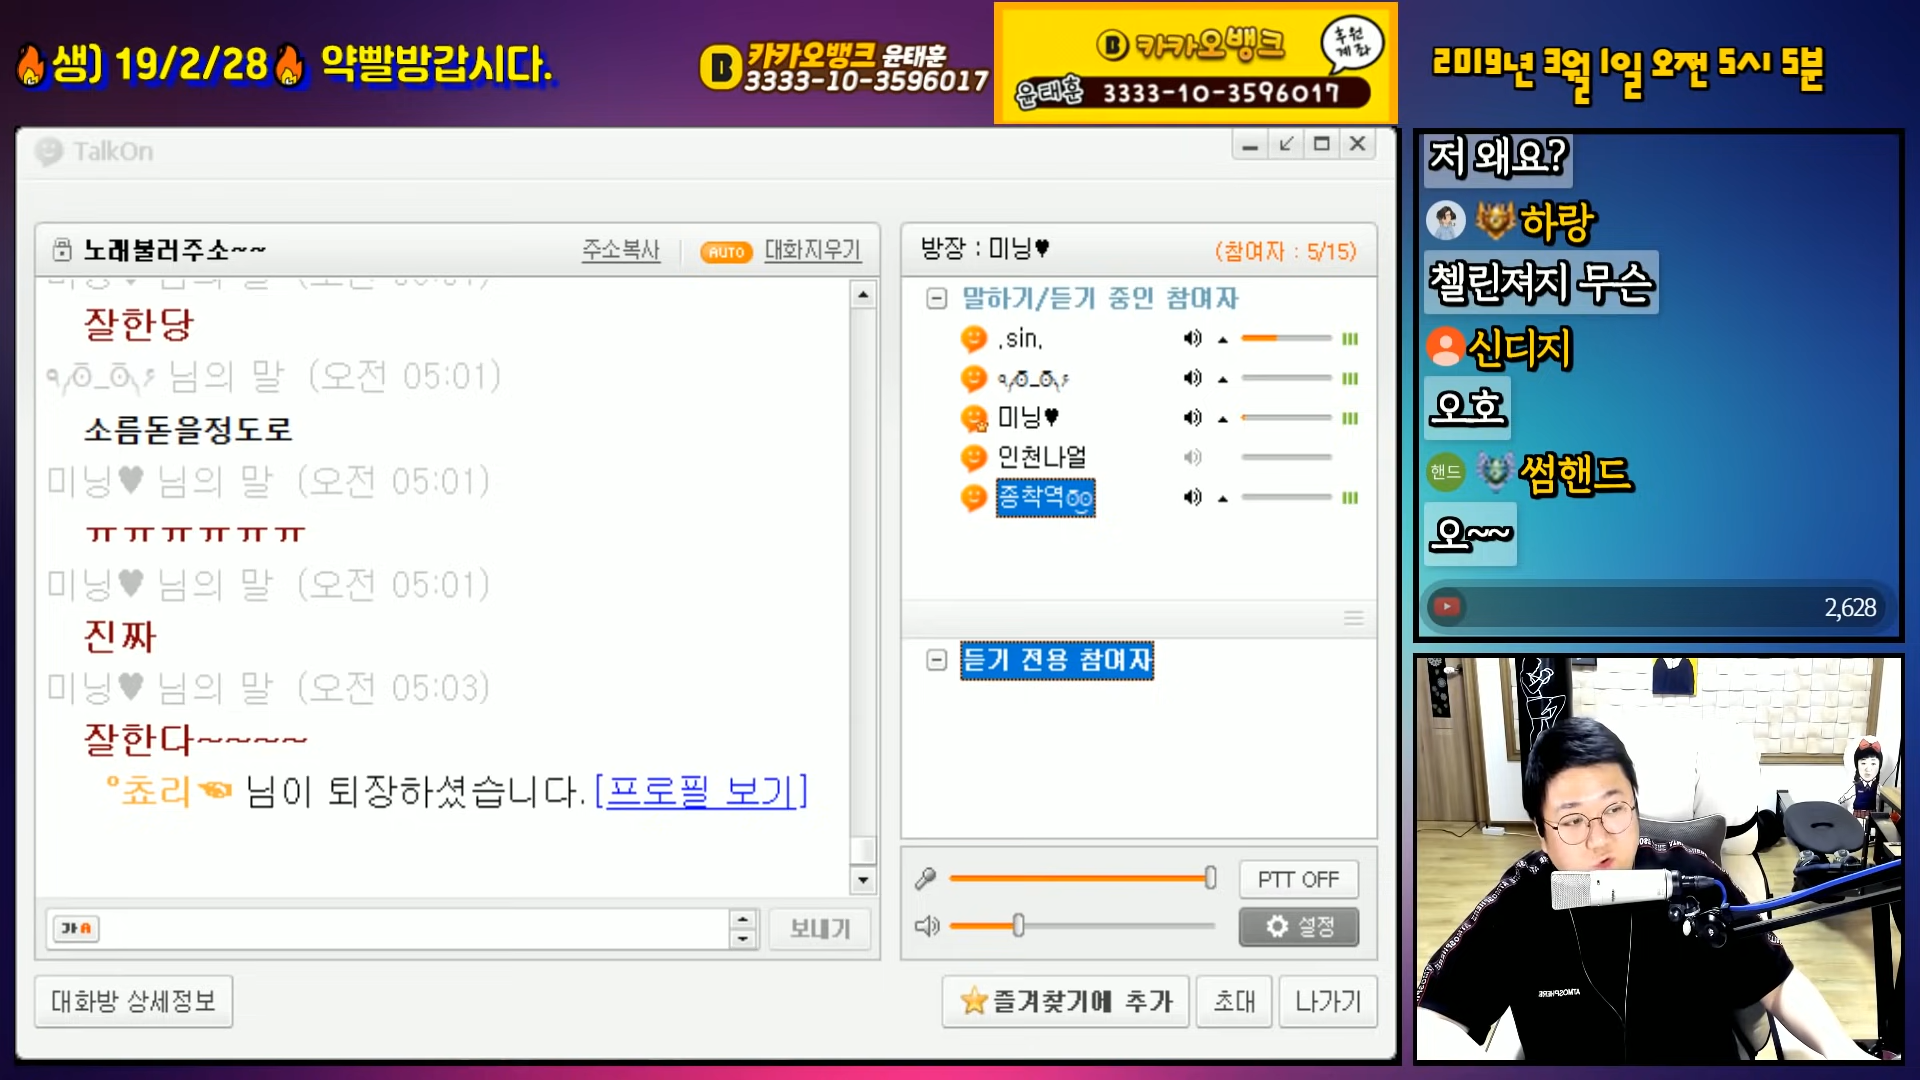 생) 19/2/28 약빨방갑시다.
카카오뱅크 윤태훈
3333-10-3596017
카카오뱅크
후원
계좌
윤태훈 3333-10-3596017
2019년 3월 1일 오전 5시 5분
TalkOn
노래불러주소~~
주소복사
AUTO
대화지우기
잘한당
님의 말 (오전 05:01)
소름돋을정도로
미닝♥ 님의 말 (오전 05:01)
ㅠㅠㅠㅠㅠㅠ
미닝♥ 님의 말 (오전 05:01)
진짜
미닝♥ 님의 말 (오전 05:03)
잘한다~~~~
°쵸리☜ 님이 퇴장하셨습니다. [프로필 보기]
가A
보내기
대화방 상세정보
방장 : 미닝♥
(참여자 : 5/15)
말하기/듣기 중인 참여자
.sin.
미닝♥
인천나얼
종착역
듣기 전용 참여자
PTT OFF
설정
즐겨찾기에 추가
초대
나가기
저 왜요?
하랑
첼린져지 무슨
신디지
오호
핸드
썸핸드
오~~
2,628
ATMOSPHERE